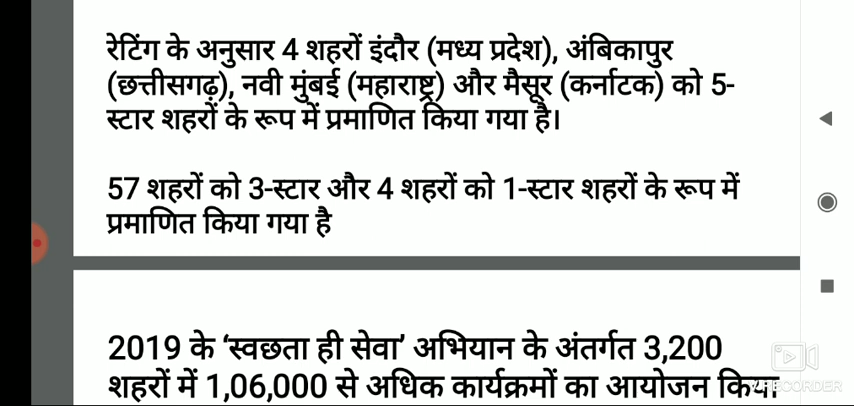 रेटिंग के अनुसार 4 शहरों इंदौर (मध्य प्रदेश), अंबिकापुर
(छत्तीसगढ़), नवी मुंबई (महाराष्ट्र) और मैसूर (कर्नाटक) को 5-
स्टार शहरों के रूप में प्रमाणित किया गया है।
57 शहरों को 3-स्टार और 4 शहरों को 1-स्टार शहरों के रूप में
प्रमाणित किया गया है
2019 के ‘स्वछता ही सेवा’ अभियान के अंतर्गत 3,200
शहरों में 1,06,000 से अधिक कार्यक्रमों का आयोजन किया